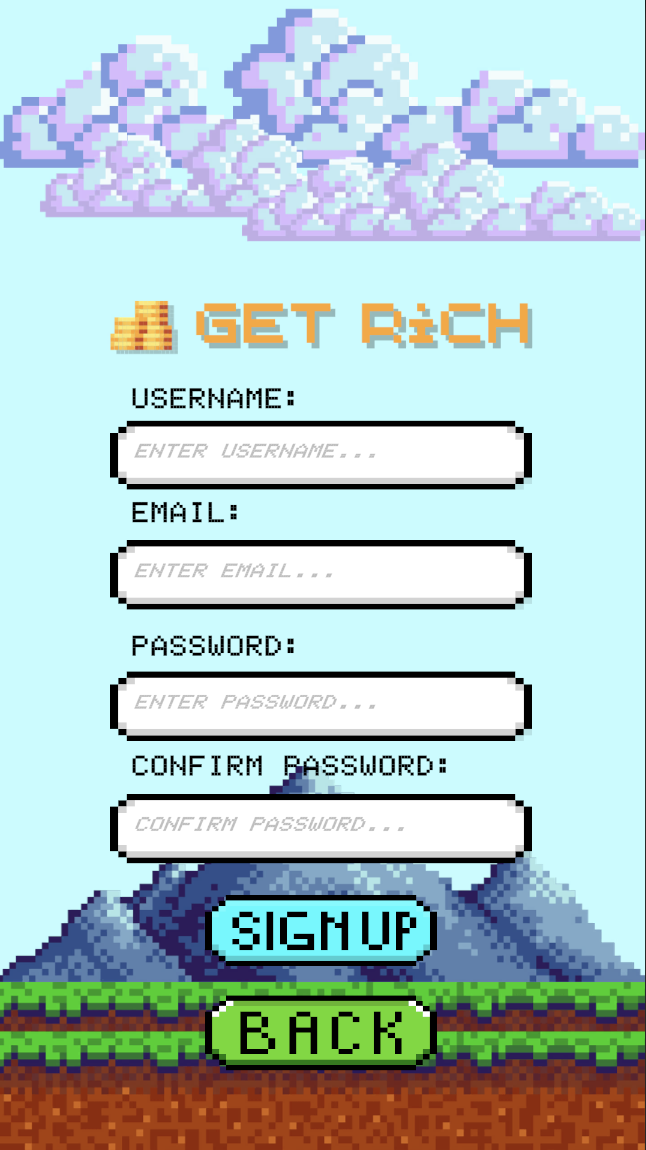 GET RiCH
USERNAME:
ENTER USERNAME...
EMAIL:
ENTER EMAIL...
PASSWORD:
ENTER PASSWORD...
CONFIRM PASSWORD:
CONFIRM PASSWORD...
SIGN UP
BACK